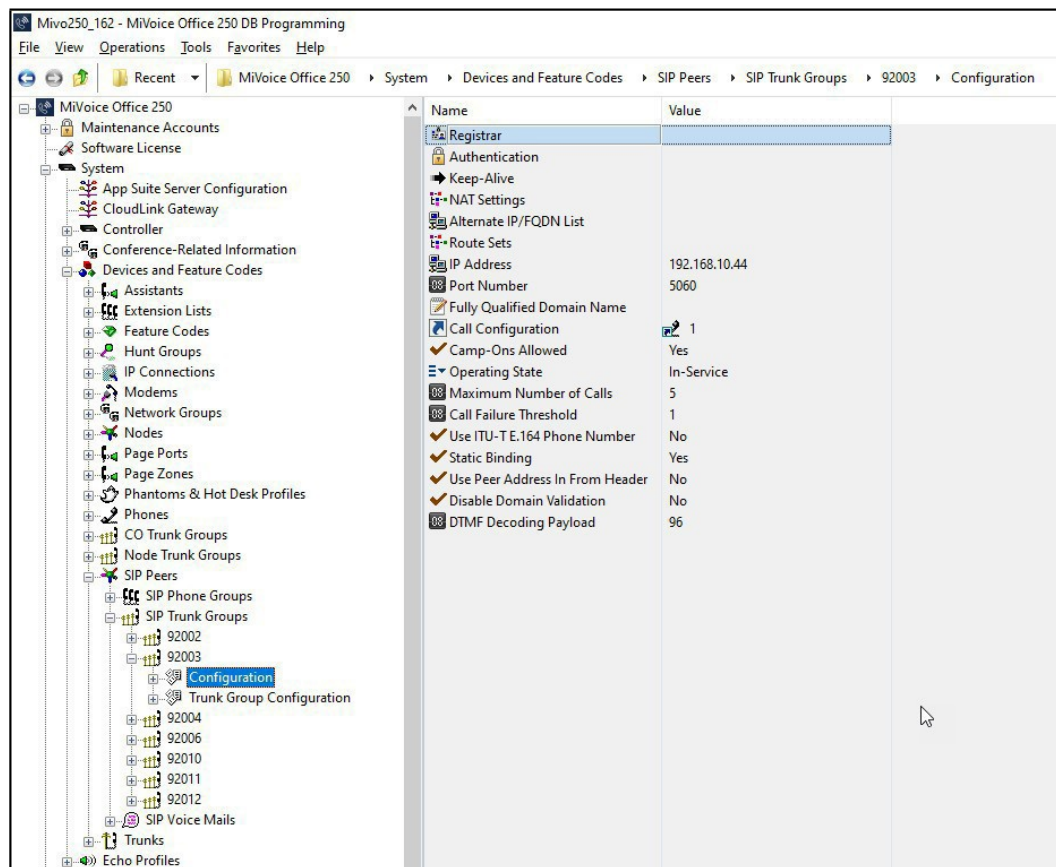 Mivo250_162 - MiVoice Office 250 DB Programming
File View Operations Tools Favorites Help
Recent MiVoice Office 250 System Devices and Feature Codes SIP Peers SIP Trunk Groups 92003 Configuration
MiVoice Office 250
Maintenance Accounts
Software License
System
App Suite Server Configuration
CloudLink Gateway
Controller
Conference-Related Information
Devices and Feature Codes
Assistants
Extension Lists
Feature Codes
Hunt Groups
IP Connections
Modems
Network Groups
Nodes
Page Ports
Page Zones
Phantoms & Hot Desk Profiles
Phones
CO Trunk Groups
Node Trunk Groups
SIP Peers
SIP Phone Groups
SIP Trunk Groups
92002
92003
Configuration
Trunk Group Configuration
92004
92006
92010
92011
92012
SIP Voice Mails
Trunks
Echo Profiles
Name Value
Registrar
Authentication
Keep-Alive
NAT Settings
Alternate IP/FQDN List
Route Sets
IP Address 192.168.10.44
Port Number 5060
Fully Qualified Domain Name
Call Configuration 1
Camp-Ons Allowed Yes
Operating State In-Service
Maximum Number of Calls 5
Call Failure Threshold 1
Use ITU-T E.164 Phone Number No
Static Binding Yes
Use Peer Address In From Header No
Disable Domain Validation No
DTMF Decoding Payload 96